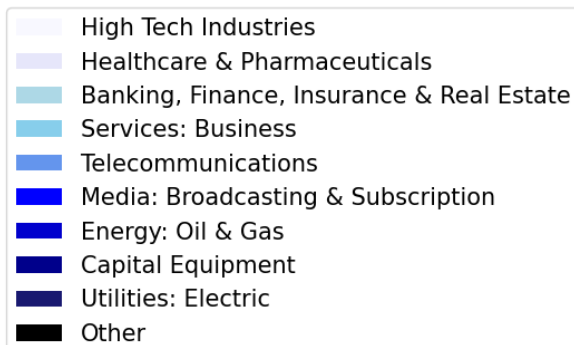 High Tech Industries
Healthcare & Pharmaceuticals
Banking, Finance, Insurance & Real Estate
Services: Business
Telecommunications
Media: Broadcasting & Subscription
Energy: Oil & Gas
Capital Equipment
Utilities: Electric
Other